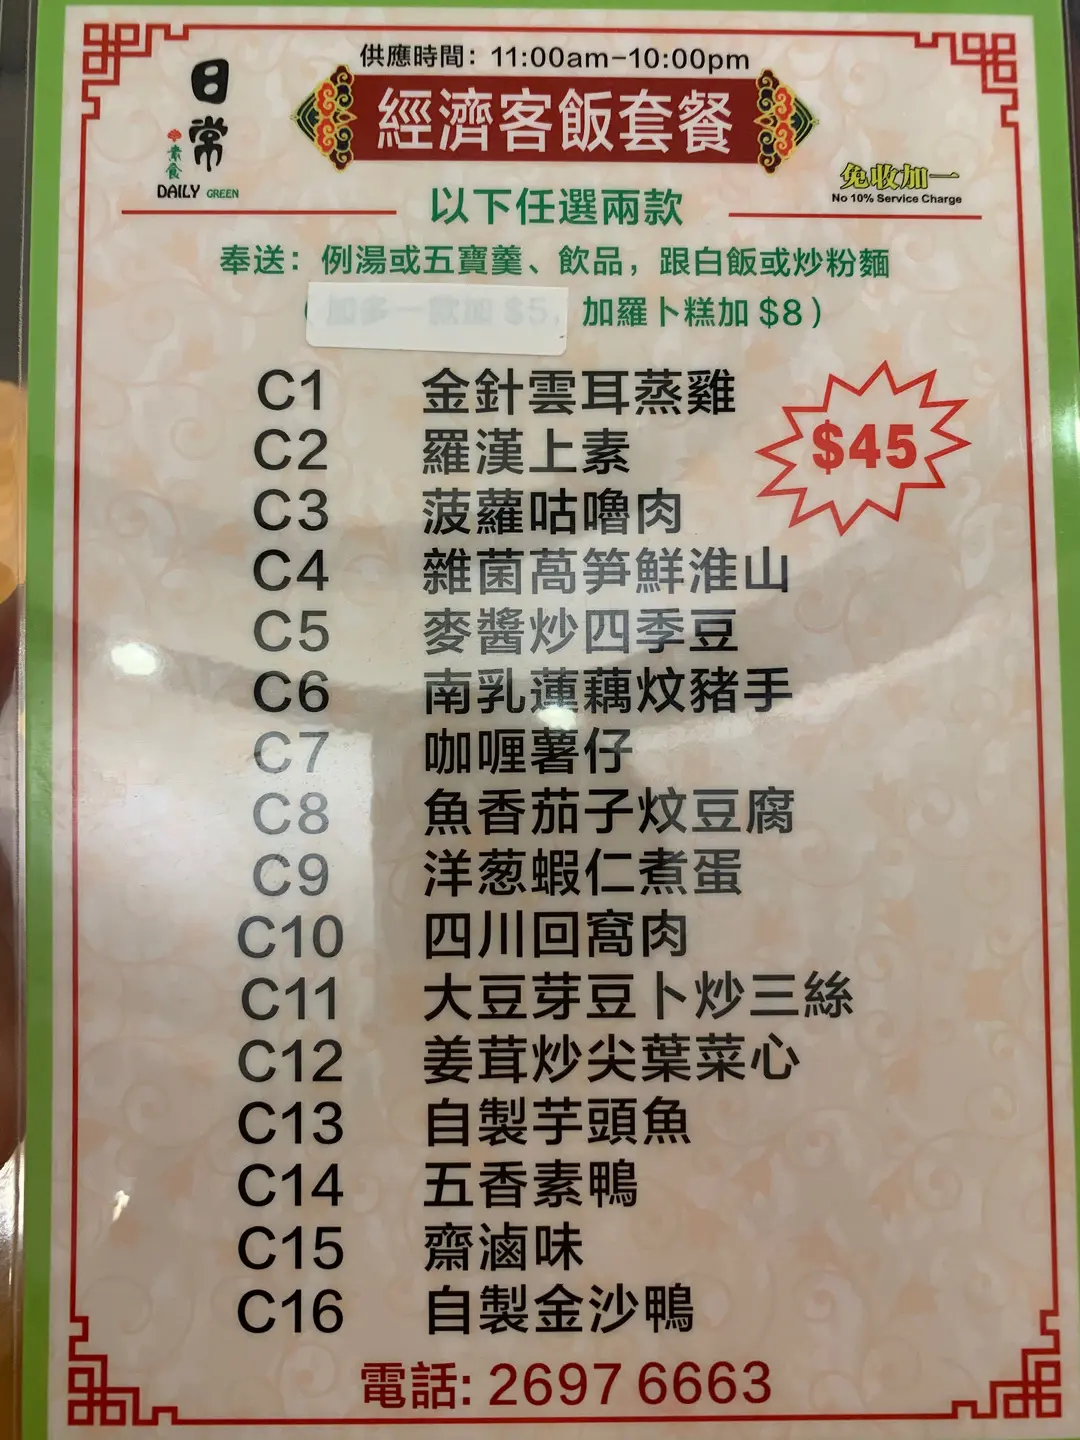 供應時間：11:00am-10:00pm
日常
素食
DAILY GREEN
經濟客飯套餐
免收加一
No 10% Service Charge
以下任選兩款
奉送：例湯或五寶羹、飲品，跟白飯或炒粉麵
（加多一款加 $5，加羅卜糕加 $8）
$45
C1 金針雲耳蒸雞
C2 羅漢上素
C3 菠蘿咕嚕肉
C4 雜菌萵笋鮮淮山
C5 麥醬炒四季豆
C6 南乳蓮藕炆豬手
C7 咖喱薯仔
C8 魚香茄子炆豆腐
C9 洋葱蝦仁煮蛋
C10 四川回窩肉
C11 大豆芽豆卜炒三絲
C12 姜茸炒尖葉菜心
C13 自製芋頭魚
C14 五香素鴨
C15 齋滷味
C16 自製金沙鴨
電話: 2697 6663